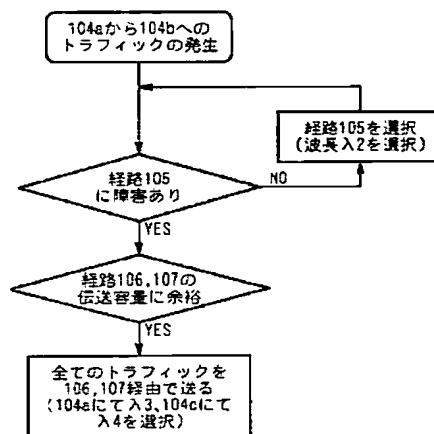 104aから104bへの
トラフィックの発生
経路105を選択
(波長λ2を選択)
経路105
に障害あり
NO
YES
経路106,107の
伝送容量に余裕
YES
全てのトラフィックを
106,107経由で送る
(104aにてλ3、104cにて
λ4を選択)